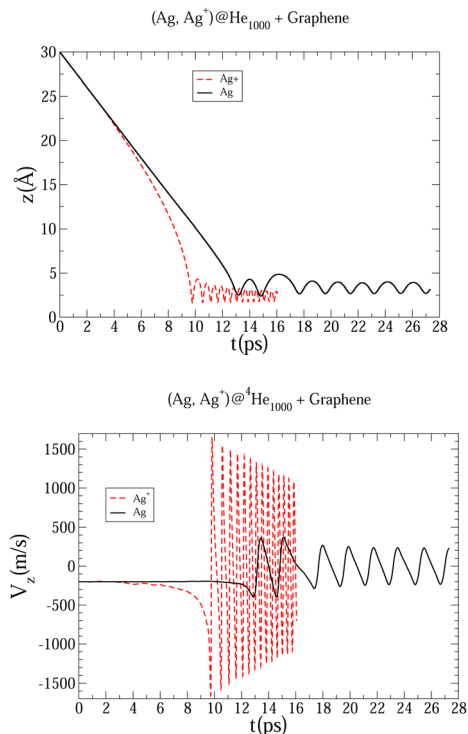 (Ag, Ag+)@He1000 + Graphene
30
25
20
15
10
5
0
z(Å)
Ag+
Ag
0 2 4 6 8 10 12 14 16 18 20 22 24 26 28
t(ps)
(Ag, Ag+)@4He1000 + Graphene
1500
1000
500
0
-500
-1000
-1500
Vz (m/s)
Ag+
Ag
0 2 4 6 8 10 12 14 16 18 20 22 24 26 28
t(ps)